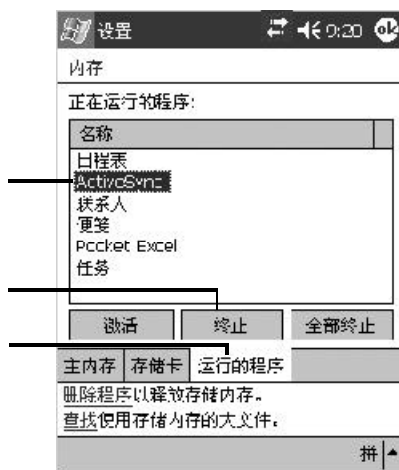 设置 9:20 ok
内存
正在运行的程序:
名称
日程表
ActiveSync
联系人
便笺
Pocket Excel
任务
激活 终止 全部终止
主内存 存储卡 运行的程序
删除程序以释放存储内存。
查找使用存储内存的大文件。
拼